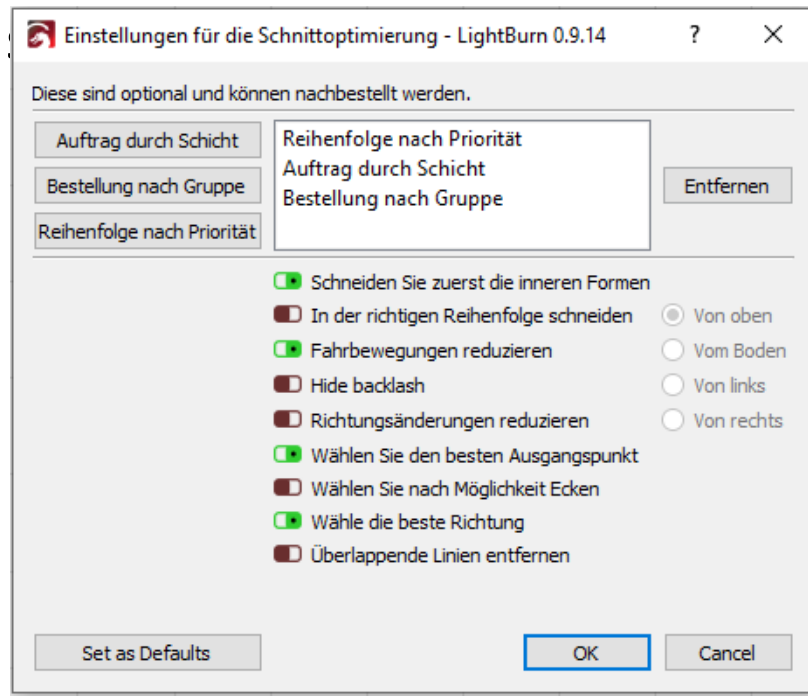 Einstellungen für die Schnittoptimierung - LightBurn 0.9.14
Diese sind optional und können nachbestellt werden.
Auftrag durch Schicht
Bestellung nach Gruppe
Reihenfolge nach Priorität
Reihenfolge nach Priorität
Auftrag durch Schicht
Bestellung nach Gruppe
Entfernen
Schneiden Sie zuerst die inneren Formen
In der richtigen Reihenfolge schneiden
Fahrbewegungen reduzieren
Hide backlash
Richtungsänderungen reduzieren
Wählen Sie den besten Ausgangspunkt
Wählen Sie nach Möglichkeit Ecken
Wähle die beste Richtung
Überlappende Linien entfernen
Von oben
Vom Boden
Von links
Von rechts
Set as Defaults
OK
Cancel